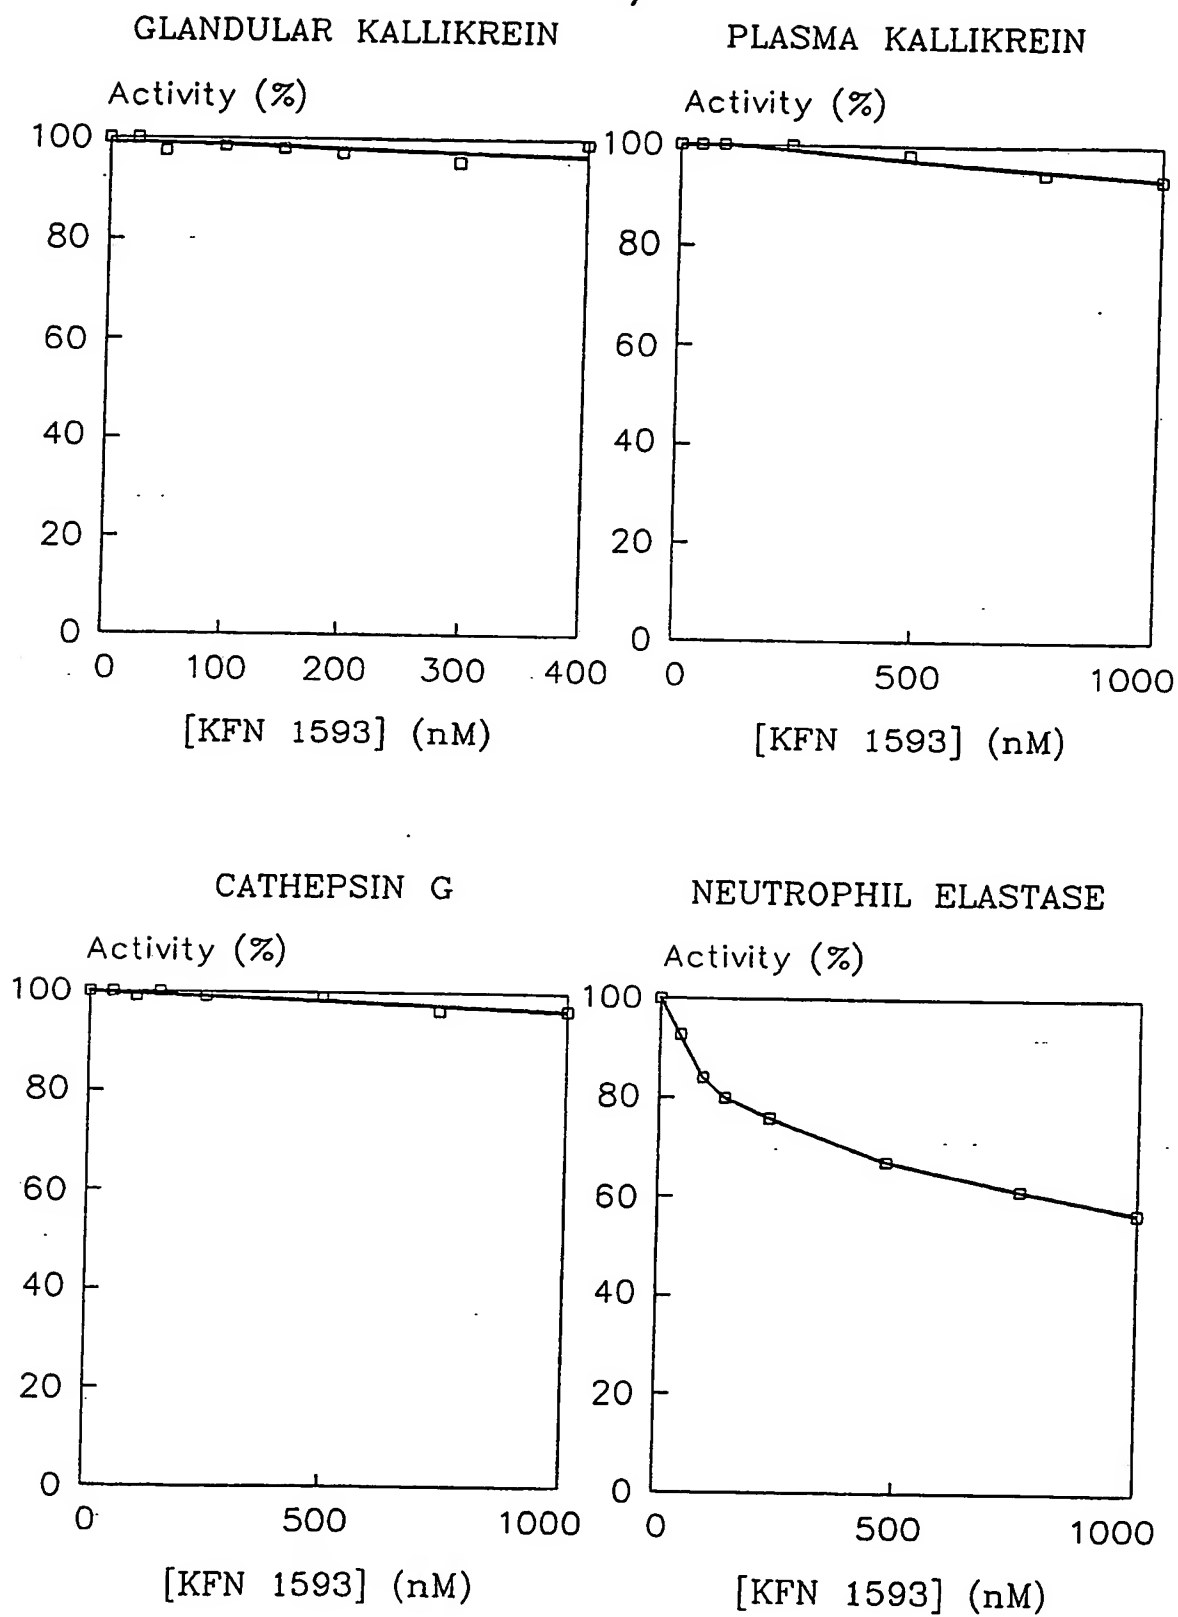 GLANDULAR KALLIKREIN
Activity (%)
100
80
60
40
20
0
0 100 200 300 400
[KFN 1593] (nM)
PLASMA KALLIKREIN
Activity (%)
100
80
60
40
20
0
0 500 1000
[KFN 1593] (nM)
CATHEPSIN G
Activity (%)
100
80
60
40
20
0
0 500 1000
[KFN 1593] (nM)
NEUTROPHIL ELASTASE
Activity (%)
100
80
60
40
20
0
0 500 1000
[KFN 1593] (nM)